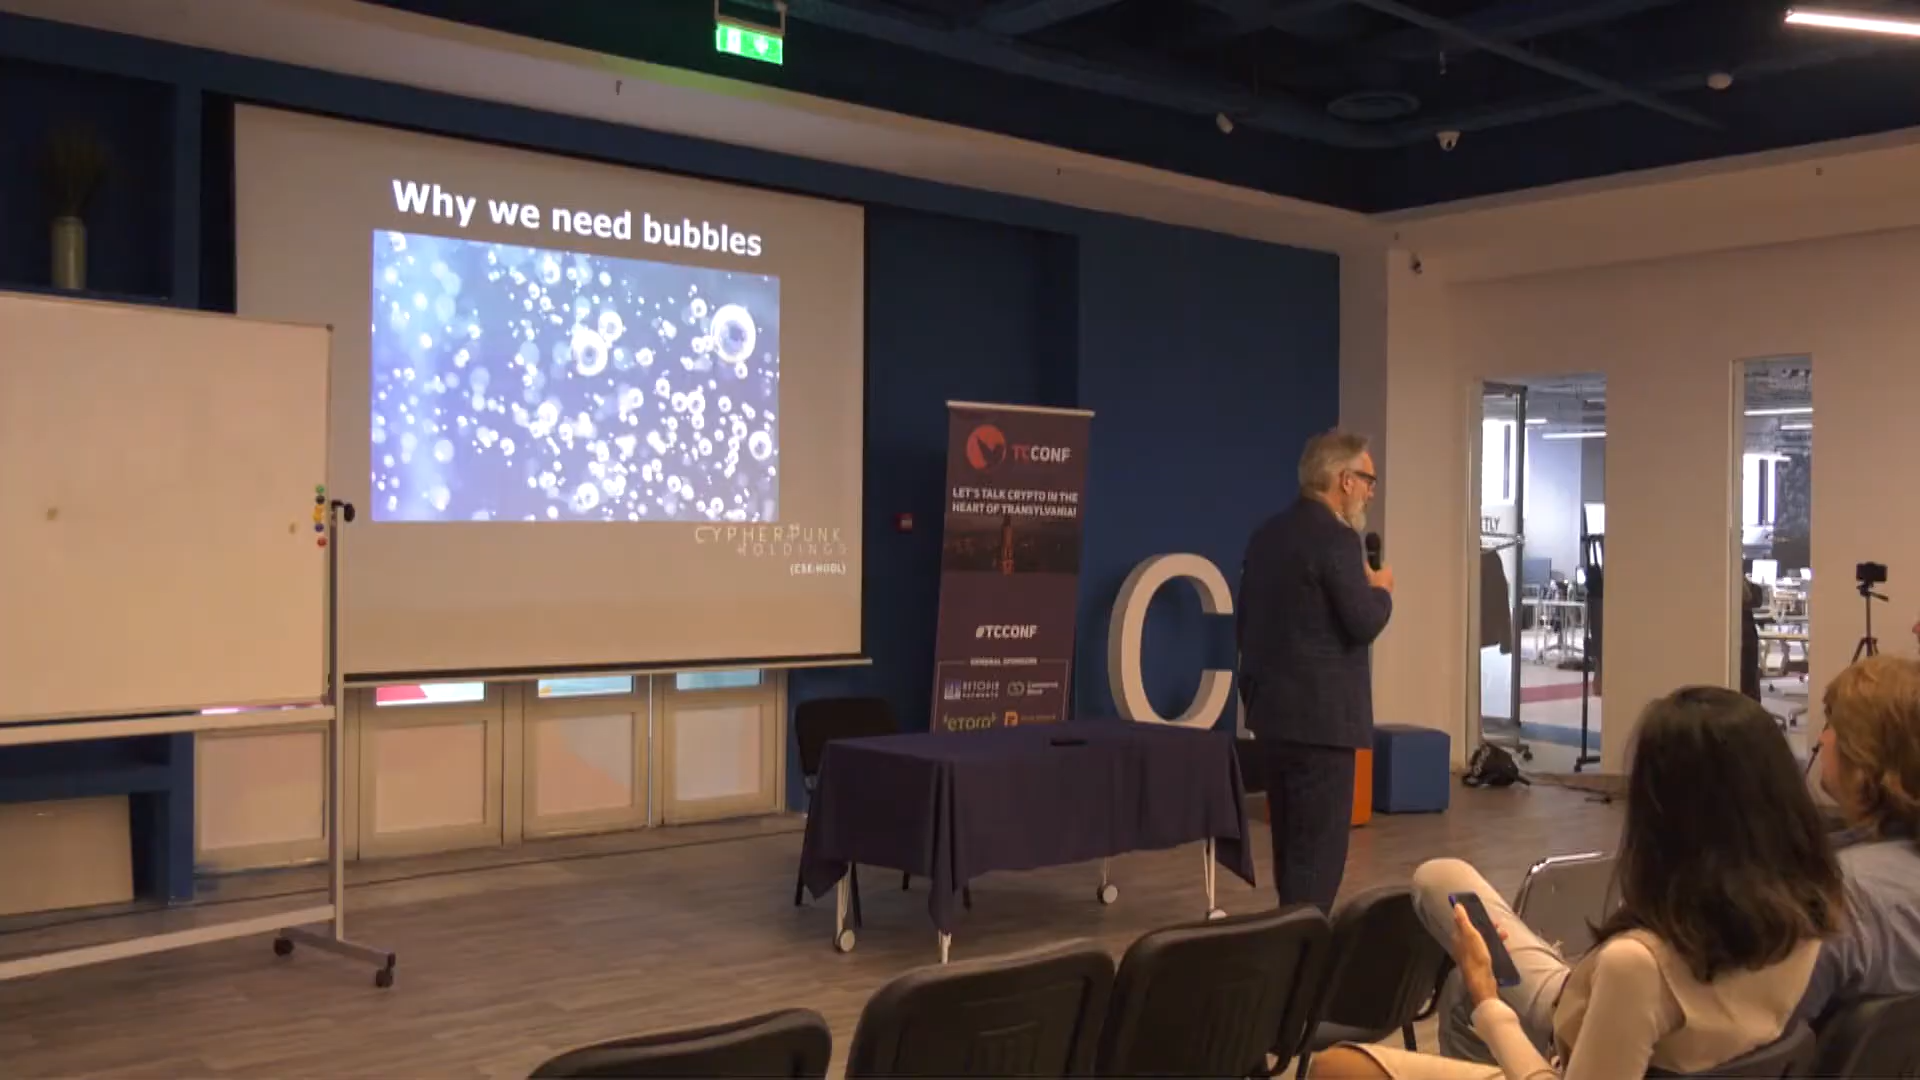 Why we need bubbles
CYPHERPUNK
HOLDINGS
(CSE:HODL)
TCCONF
LET'S TALK CRYPTO IN THE
HEART OF TRANSYLVANIA!
#TCCONF
GENERAL SPONSORS
eToro
C